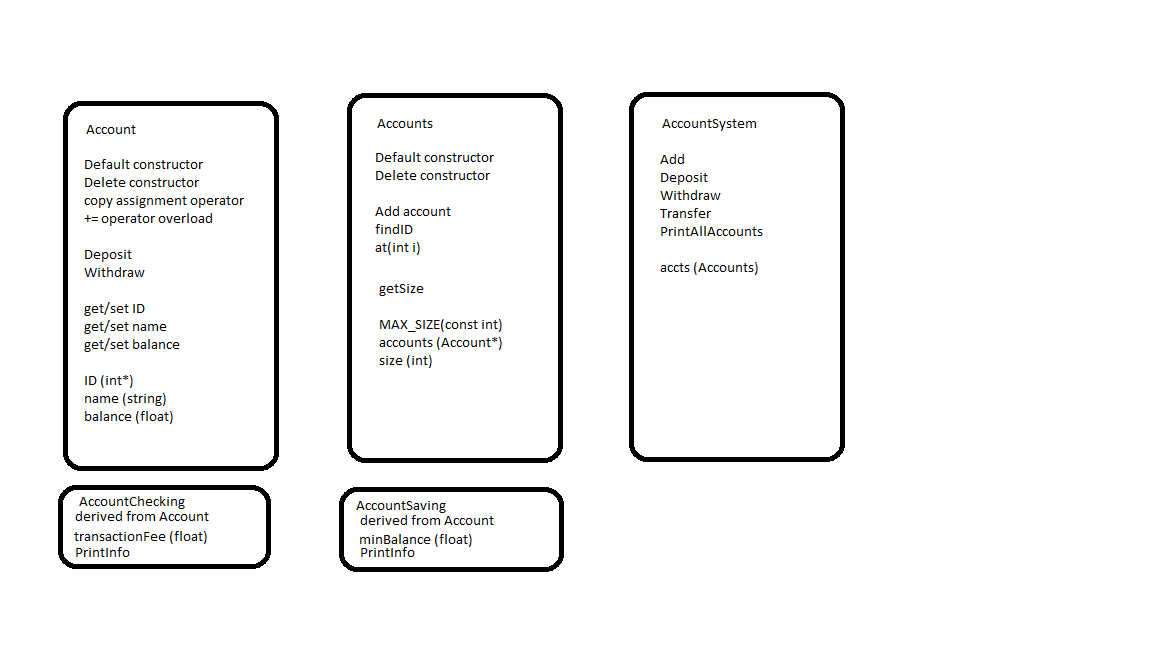 Account
Default constructor
Delete constructor
copy assignment operator
+= operator overload
Deposit
Withdraw
get/set ID
get/set name
get/set balance
ID (int*)
name (string)
balance (float)
Accounts
Default constructor
Delete constructor
Add account
findID
at(int i)
getSize
MAX_SIZE(const int)
accounts (Account*)
size (int)
AccountSystem
Add
Deposit
Withdraw
Transfer
PrintAllAccounts
accts (Accounts)
AccountChecking
derived from Account
transactionFee (float)
PrintInfo
AccountSaving
derived from Account
minBalance (float)
PrintInfo